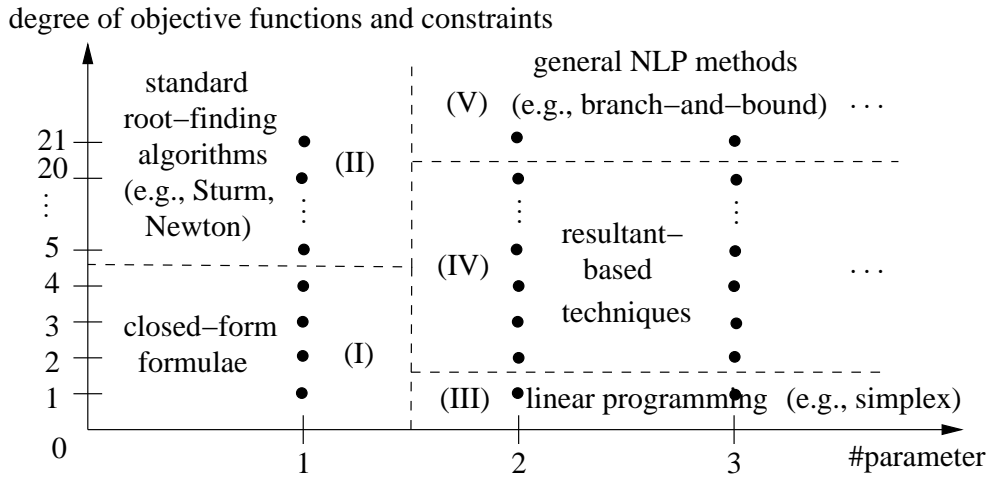 degree of objective functions and constraints
standard
root−finding
algorithms
(e.g., Sturm,
Newton)
(II)
general NLP methods
(V) (e.g., branch−and−bound) ...
21
20
...
5
4
3
2
1
0
(IV)
resultant−
based
techniques
...
closed−form
formulae
(I)
(III) linear programming (e.g., simplex)
1
2
3
#parameter